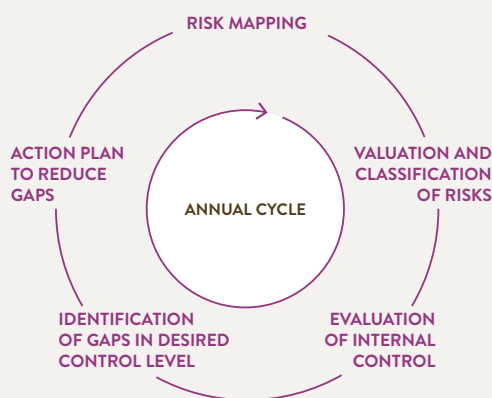 RISK MAPPING
VALUATION AND
CLASSIFICATION
OF RISKS
EVALUATION
OF INTERNAL
CONTROL
IDENTIFICATION
OF GAPS IN DESIRED
CONTROL LEVEL
ACTION PLAN
TO REDUCE
GAPS
ANNUAL CYCLE